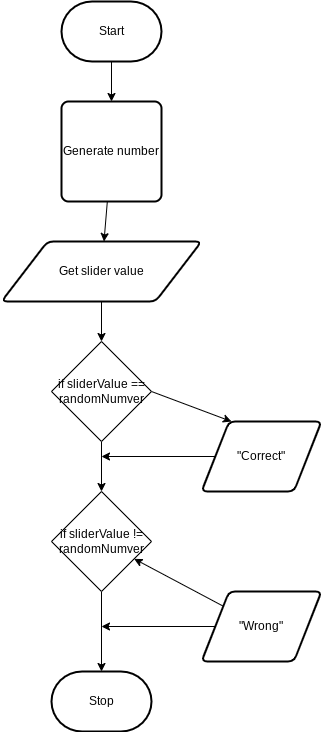 Start
Generate number
Get slider value
if sliderValue ==
randomNumver
"Correct"
if sliderValue !=
randomNumver
"Wrong"
Stop